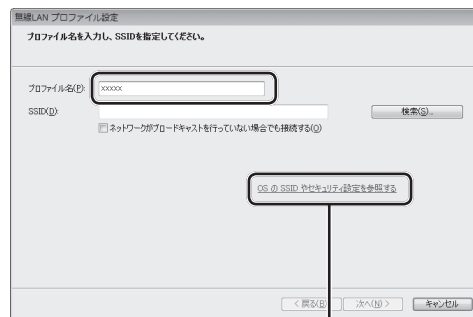 無線LAN プロファイル設定
プロファイル名を入力し、SSIDを指定してください。
プロファイル名(P): xxxxx
SSID(D): 検索(S)...
ネットワークがブロードキャストを行っていない場合でも接続する(O)
OS の SSID やセキュリティ設定を参照する
< 戻る(B) 次へ(N) > キャンセル